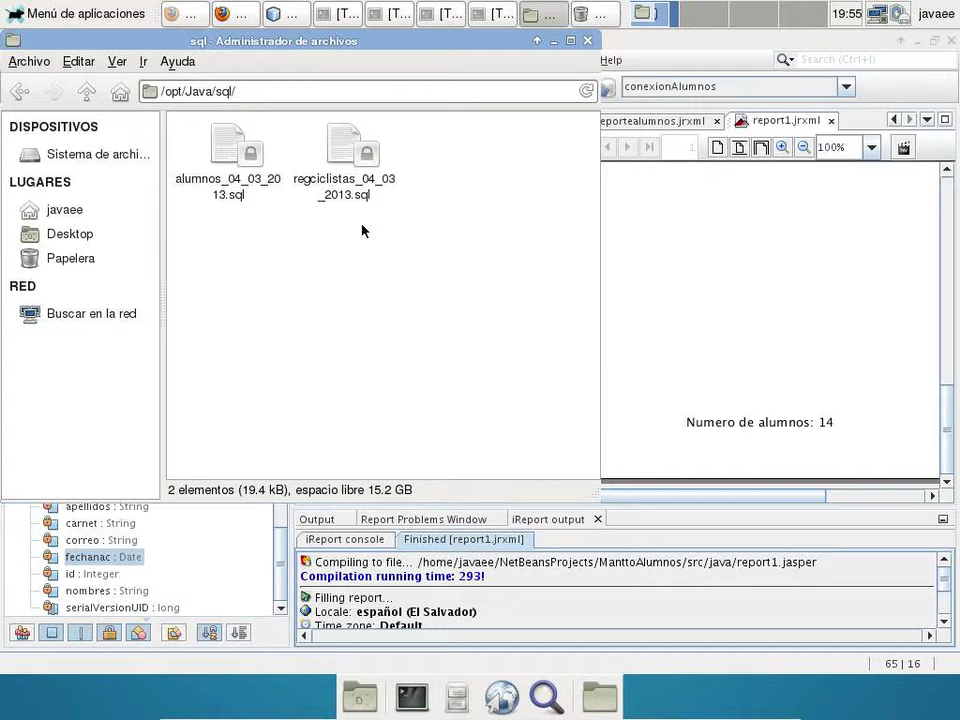 Menú de aplicaciones
...
...
...
[T...
[T...
[T...
[T...
...
...
19:55
javaee
sql - Administrador de archivos
Archivo Editar Ver Ir Ayuda
Help
Search (Ctrl+I)
/opt/Java/sql/
conexionAlumnos
DISPOSITIVOS
Sistema de archi...
LUGARES
javaee
Desktop
Papelera
RED
Buscar en la red
alumnos_04_03_20
13.sql
regciclistas_04_03
_2013.sql
2 elementos (19.4 kB), espacio libre 15.2 GB
eportealumnos.jrxml
report1.jrxml
1
100%
Numero de alumnos: 14
apellidos : String
carnet : String
correo : String
fechanac : Date
id : Integer
nombres : String
serialVersionUID : long
Output
Report Problems Window
iReport output
iReport console
Finished [report1.jrxml]
Compiling to file... /home/javaee/NetBeansProjects/ManttoAlumnos/src/java/report1.jasper
Compilation running time: 293!
Filling report...
Locale: español (El Salvador)
Time zone: Default
65 | 16